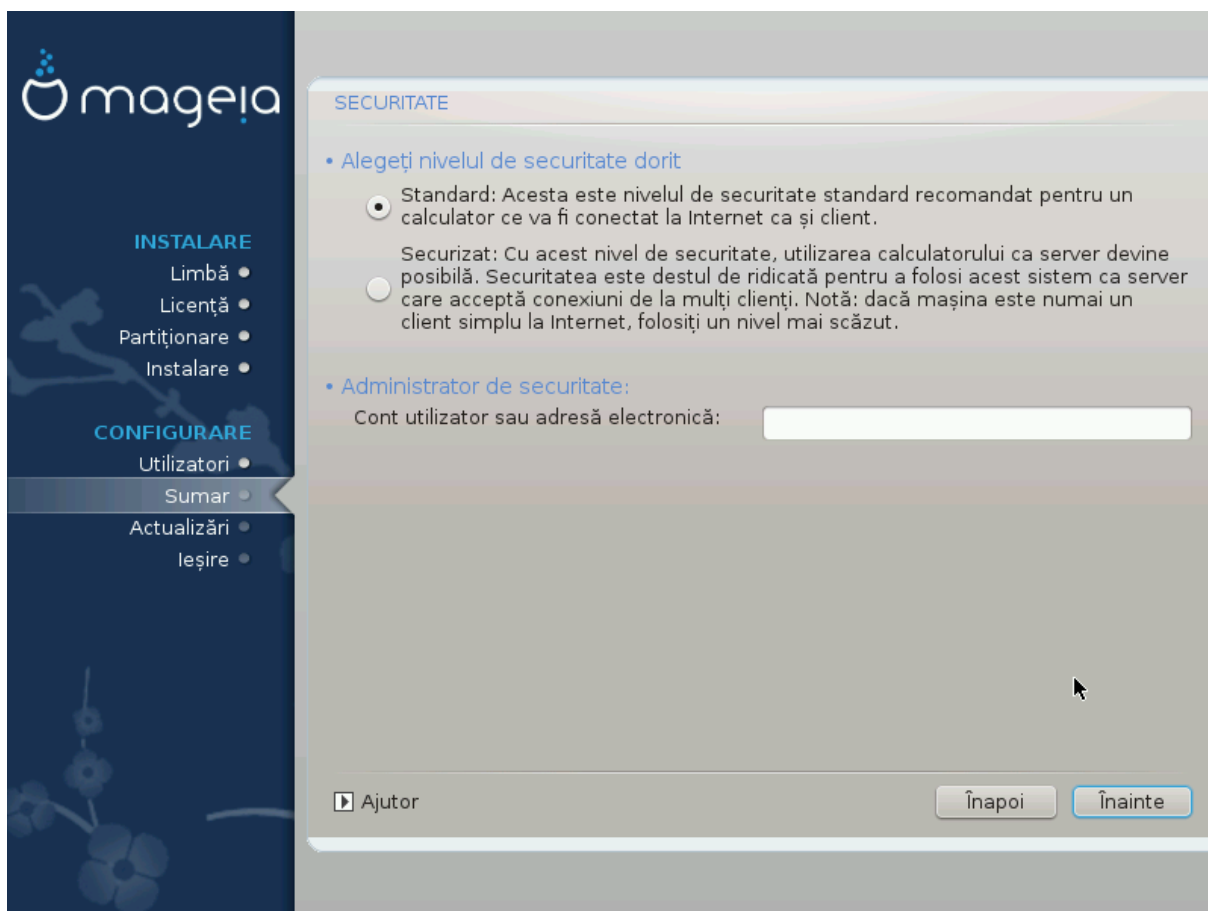 mageia
INSTALARE
Limbă
Licență
Partiționare
Instalare
CONFIGURARE
Utilizatori
Sumar
Actualizări
Ieșire
SECURITATE
• Alegeți nivelul de securitate dorit
Standard: Acesta este nivelul de securitate standard recomandat pentru un
calculator ce va fi conectat la Internet ca și client.
Securizat: Cu acest nivel de securitate, utilizarea calculatorului ca server devine
posibilă. Securitatea este destul de ridicată pentru a folosi acest sistem ca server
care acceptă conexiuni de la mulți clienți. Notă: dacă mașina este numai un
client simplu la Internet, folosiți un nivel mai scăzut.
• Administrator de securitate:
Cont utilizator sau adresă electronică:
Ajutor
Înapoi
Înainte